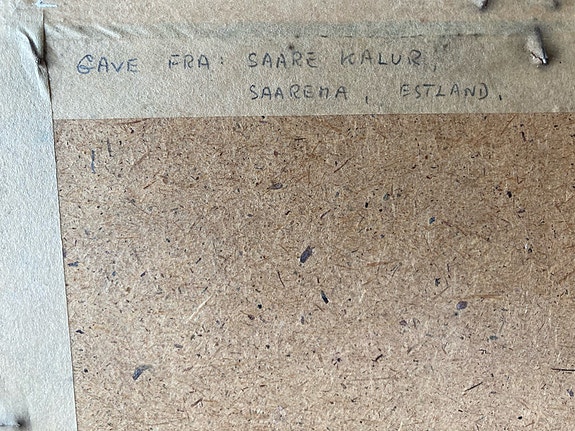 GAVE FRA: SAARE KALUR,
SAAREMA, ESTLAND.